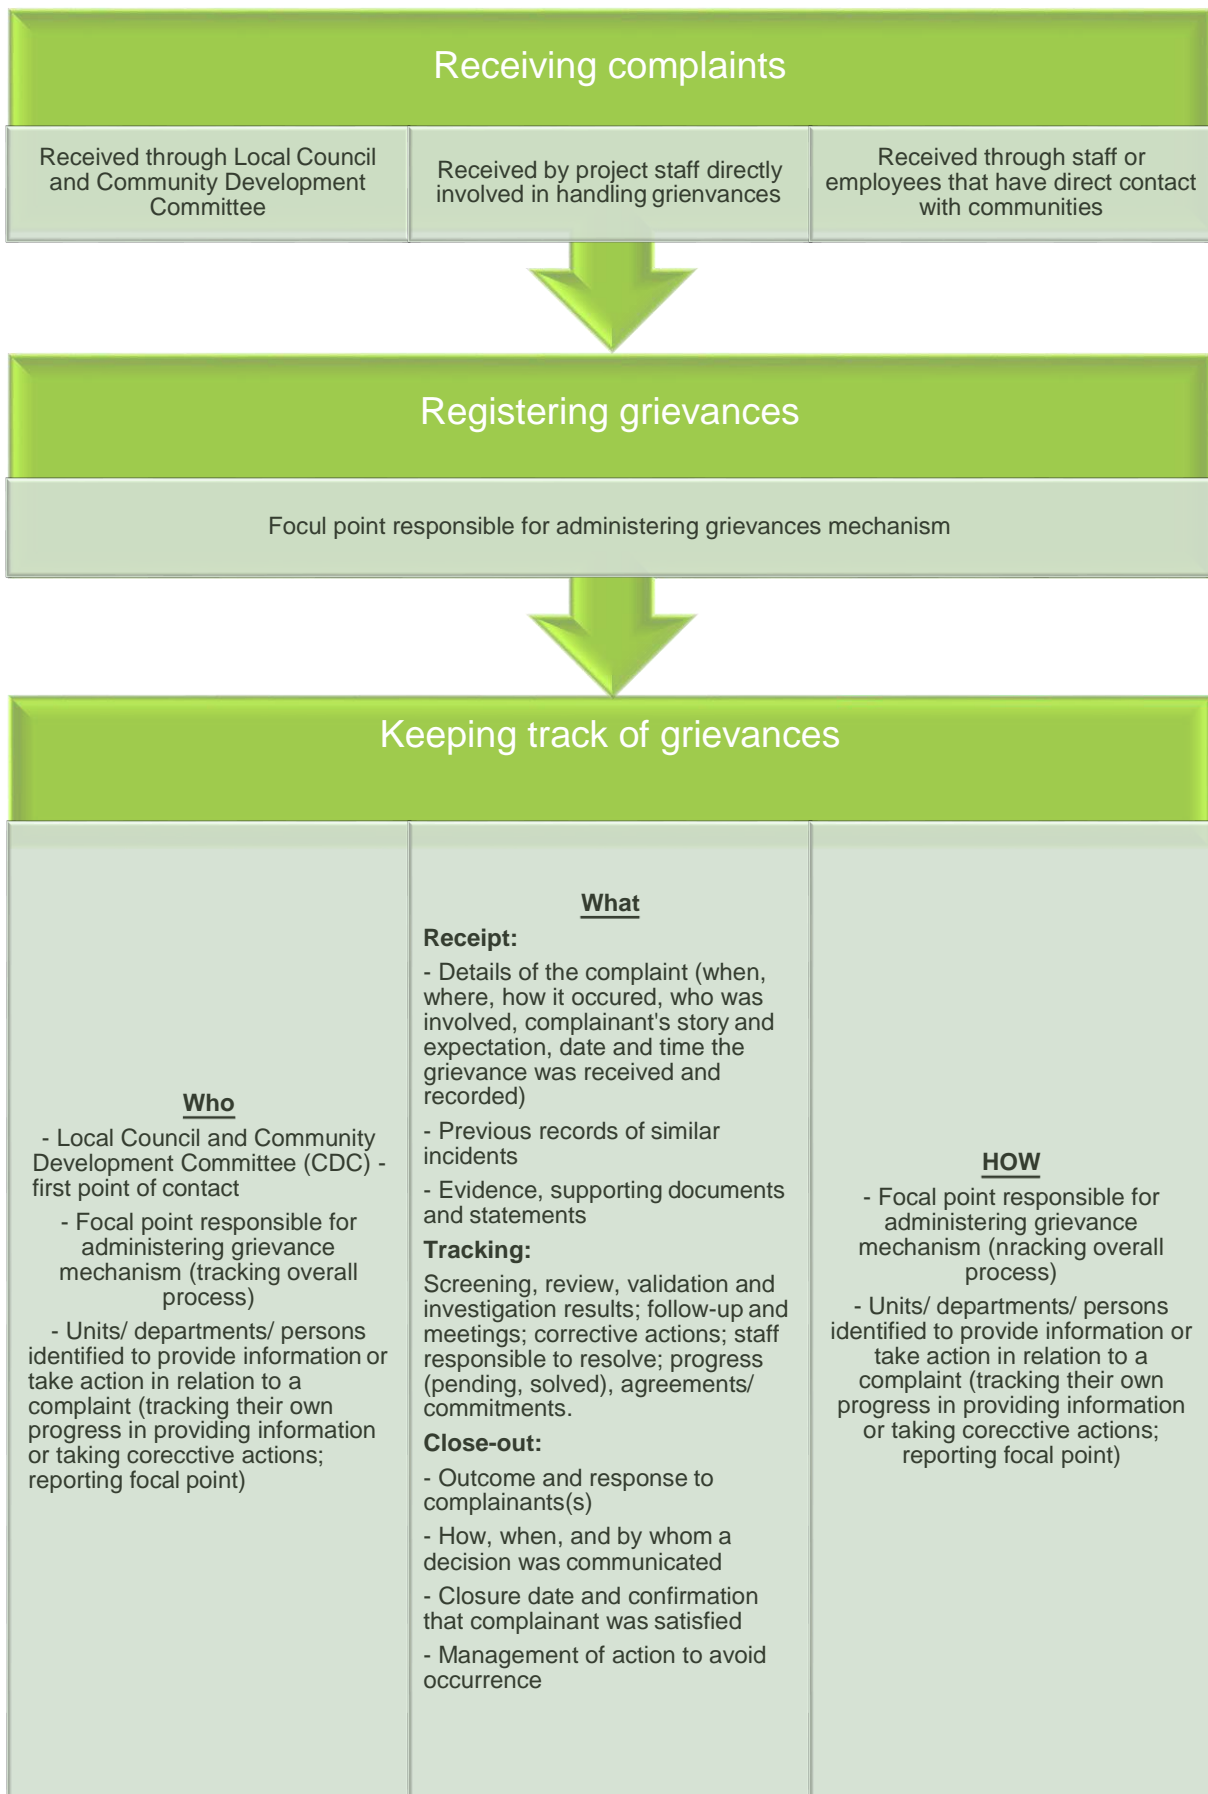 Receiving complaints
Received through Local Council
and Community Development
Committee
Received by project staff directly
involved in handling grienvances
Received through staff or
employees that have direct contact
with communities
Registering grievances
Focul point responsible for administering grievances mechanism
Keeping track of grievances
Who
- Local Council and Community
Development Committee (CDC) -
first point of contact
- Focal point responsible for
administering grievance
mechanism (tracking overall
process)
- Units/ departments/ persons
identified to provide information or
take action in relation to a
complaint (tracking their own
progress in providing information
or taking corecctive actions;
reporting focal point)
What
Receipt:
- Details of the complaint (when,
where, how it occured, who was
involved, complainant's story and
expectation, date and time the
grievance was received and
recorded)
- Previous records of similar
incidents
- Evidence, supporting documents
and statements
Tracking:
Screening, review, validation and
investigation results; follow-up and
meetings; corrective actions; staff
responsible to resolve; progress
(pending, solved), agreements/
commitments.
Close-out:
- Outcome and response to
complainants(s)
- How, when, and by whom a
decision was communicated
- Closure date and confirmation
that complainant was satisfied
- Management of action to avoid
occurrence
HOW
- Focal point responsible for
administering grievance
mechanism (nracking overall
process)
- Units/ departments/ persons
identified to provide information or
take action in relation to a
complaint (tracking their own
progress in providing information
or taking corecctive actions;
reporting focal point)